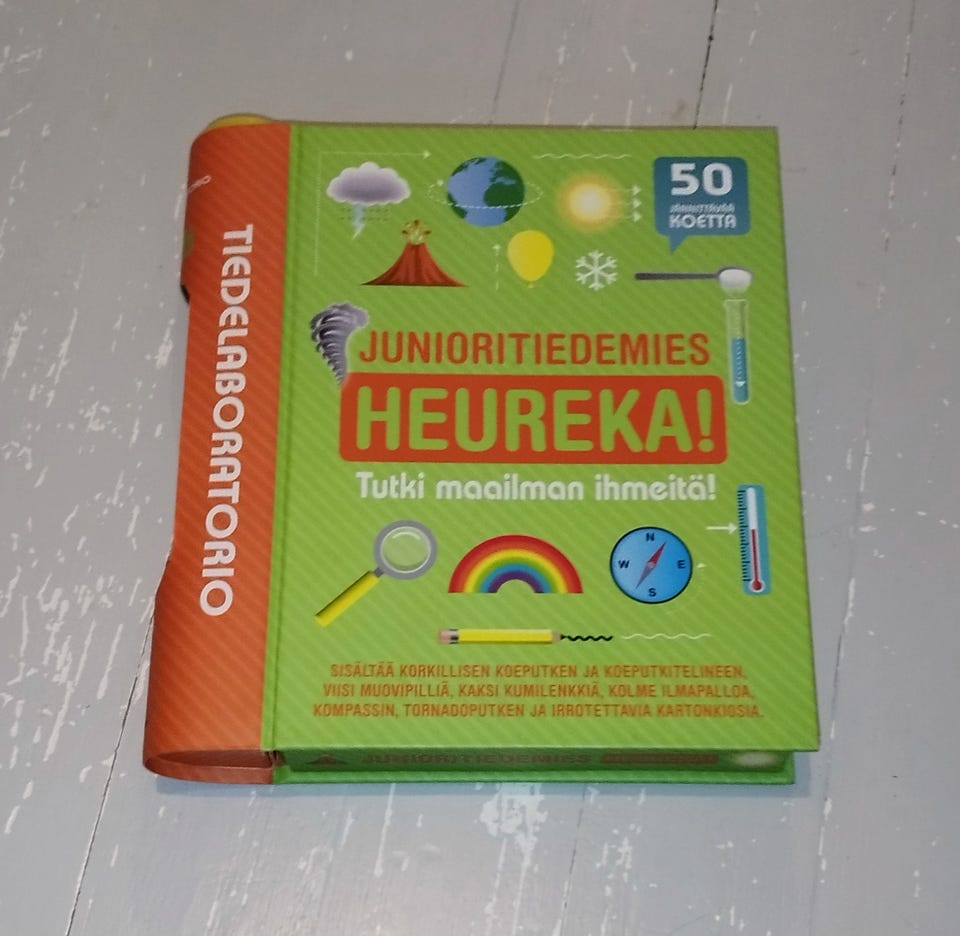 TIEDELABORATORIO
50
JÄNNITTÄVÄÄ
KOETTA
JUNIORITIEDEMIES
HEUREKA!
Tutki maailman ihmeitä!
N
W E
S
SISÄLTÄÄ KORKILLISEN KOEPUTKEN JA KOEPUTKITELINEEN,
VIISI MUOVIPILLIÄ, KAKSI KUMILENKKIÄ, KOLME ILMAPALLOA,
KOMPASSIN, TORNADOPUTKEN JA IRROTETTAVIA KARTONKIOSIA.
JUNIORITIEDEMIES